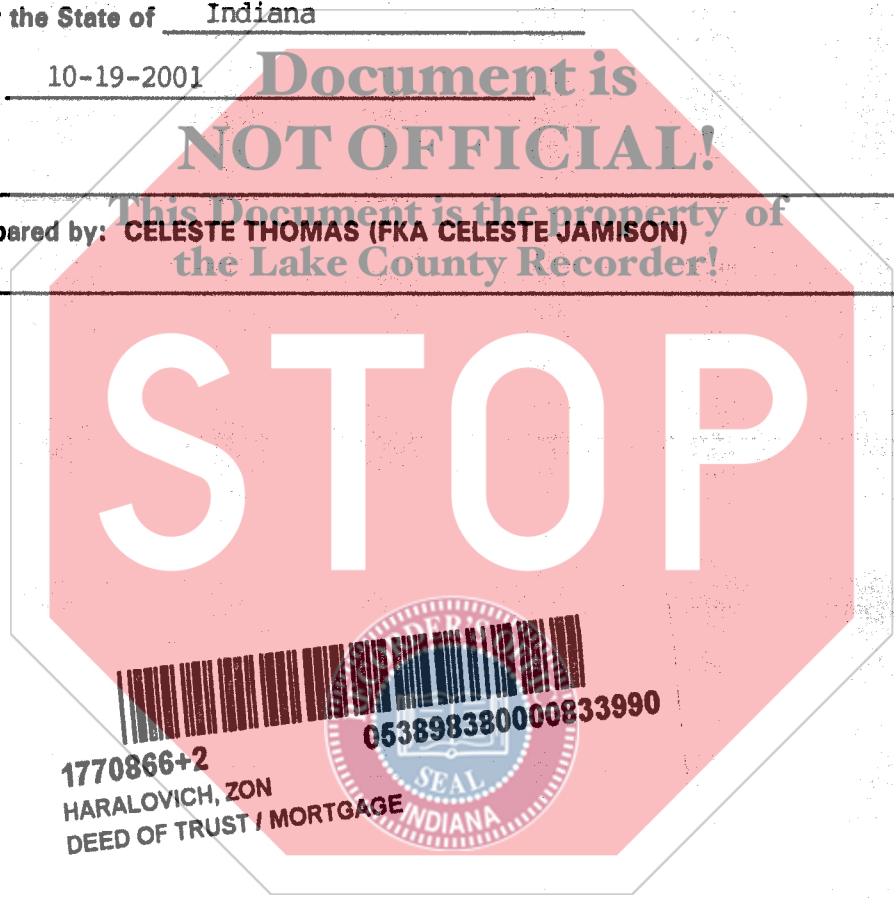 the State of Indiana
10-19-2001
Document is
NOT OFFICIAL!
This Document is the property of
pared by: CELESTE THOMAS (FKA CELESTE JAMISON)
the Lake County Recorder!
STOP
053898380000833990
1770866+2
HARALOVICH, ZON
DEED OF TRUST / MORTGAGE
SEAL
INDIANA